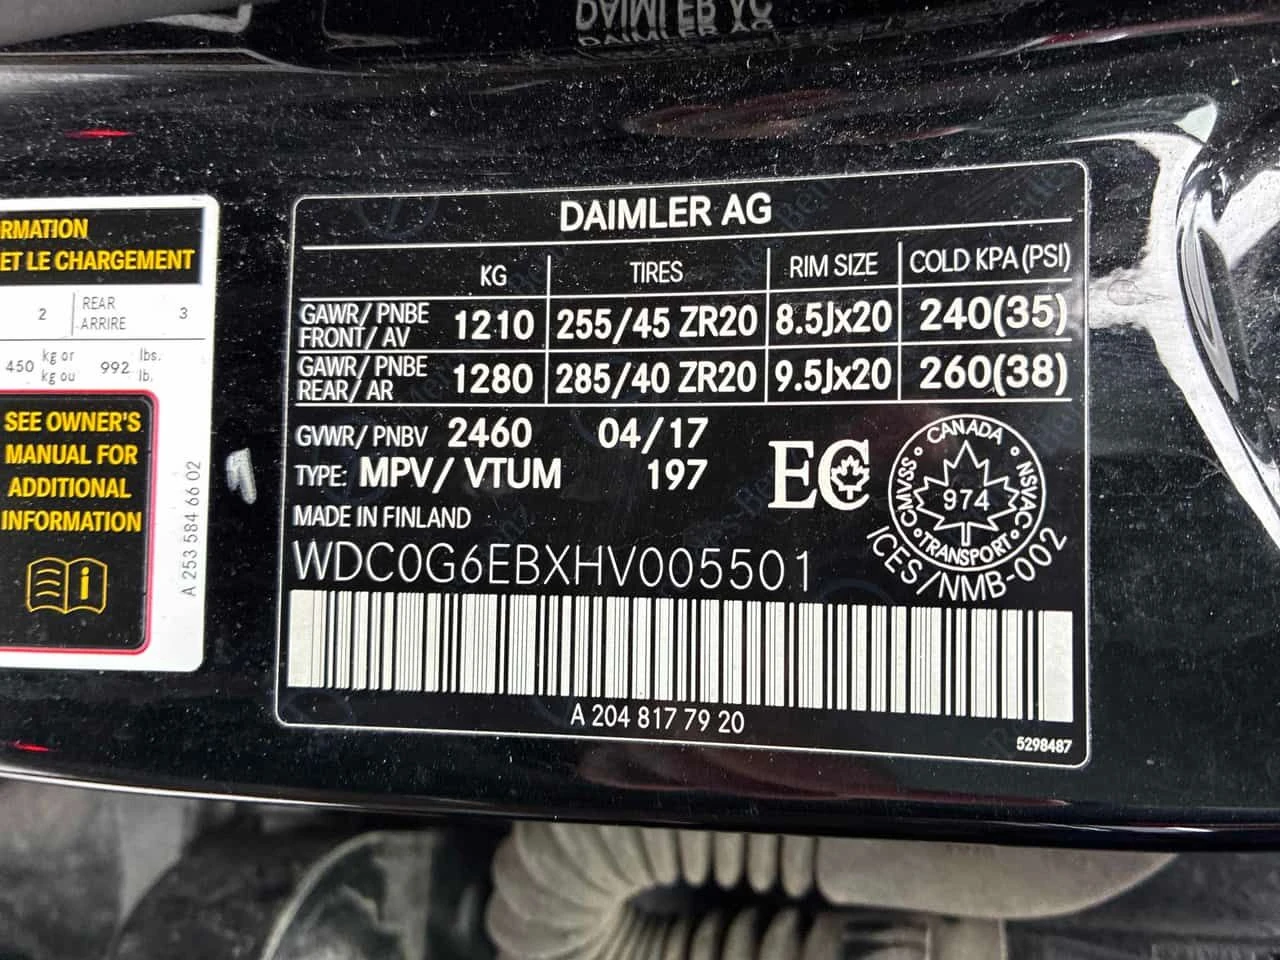 DAIMLER AG
RMATION
ET LE CHARGEMENT
2 REAR ARRIRE 3
450 kg or kg ou 992 lbs. lb.
SEE OWNER'S
MANUAL FOR
ADDITIONAL
INFORMATION
i
A 253 584 66 02
DAIMLER AG
KG TIRES RIM SIZE COLD KPA (PSI)
GAWR/ PNBE FRONT/ AV 1210 255/45 ZR20 8.5Jx20 240(35)
GAWR/ PNBE REAR/ AR 1280 285/40 ZR20 9.5Jx20 260(38)
GVWR/ PNBV 2460 04/17
TYPE: MPV/ VTUM 197
MADE IN FINLAND
WDC0G6EBXHV005501
EC
CANADA
CMVSS
NSVAC
974
TRANSPORT
ICES/NMB-002
A 204 817 79 20
5298487